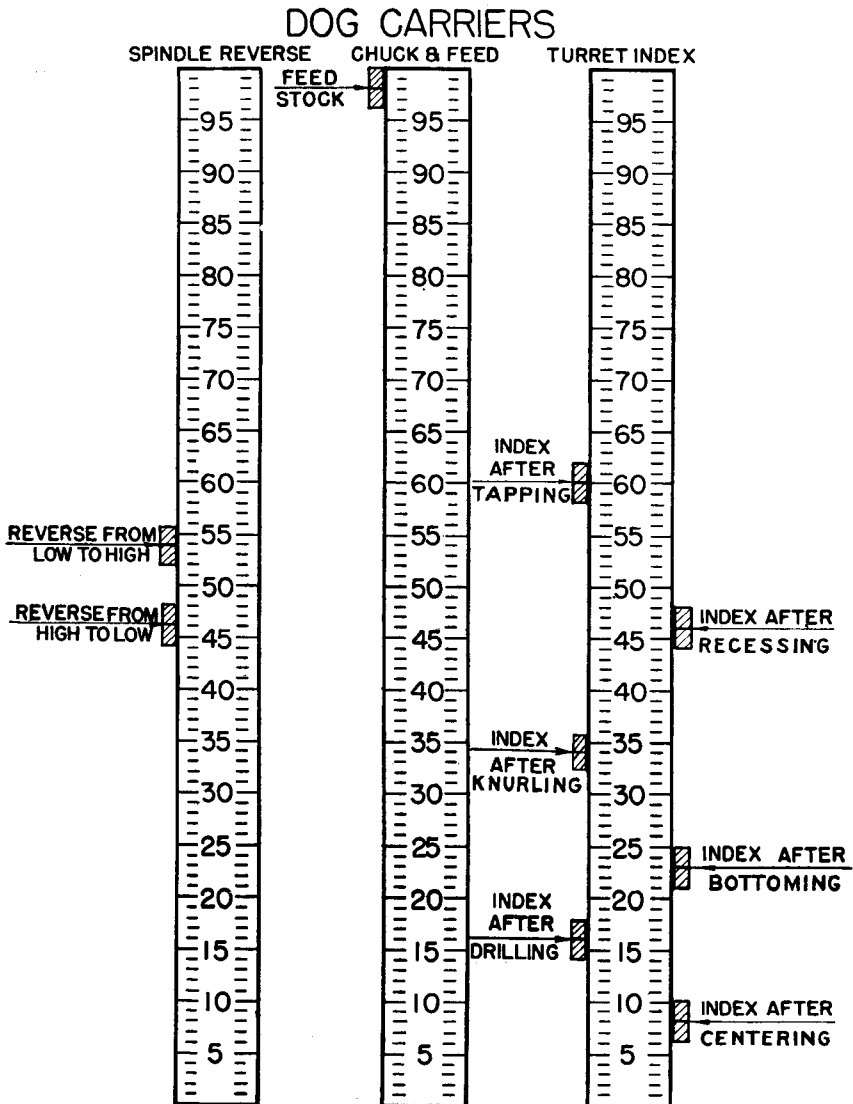 DOG CARRIERS
SPINDLE REVERSE
CHUCK & FEED
TURRET INDEX
FEED
STOCK
95
90
85
80
75
70
65
60
55
50
45
40
35
30
25
20
15
10
5
95
90
85
80
75
70
65
60
55
50
45
40
35
30
25
20
15
10
5
95
90
85
80
75
70
65
60
55
50
45
40
35
30
25
20
15
10
5
REVERSE FROM
LOW TO HIGH
REVERSE FROM
HIGH TO LOW
INDEX
AFTER
TAPPING
INDEX
AFTER
KNURLING
INDEX
AFTER
DRILLING
INDEX AFTER
RECESSING
INDEX AFTER
BOTTOMING
INDEX AFTER
CENTERING